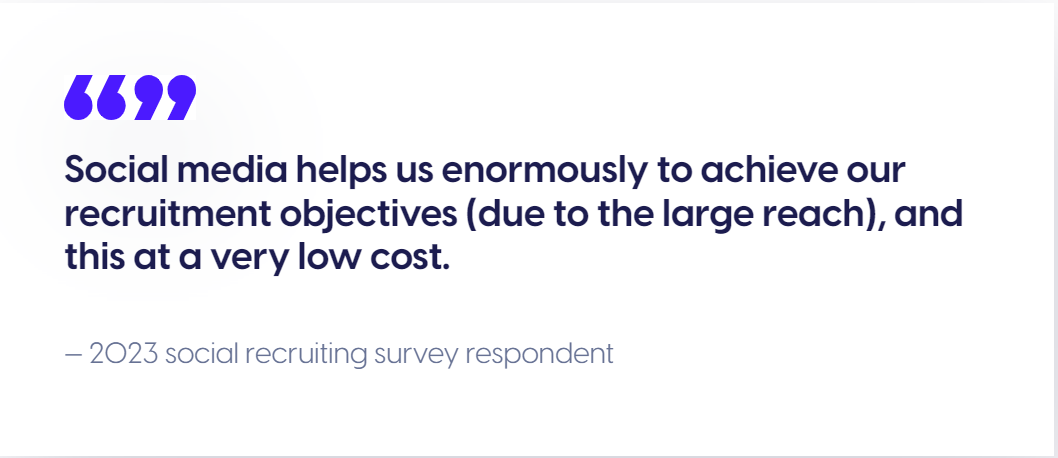 ❝❞
Social media helps us enormously to achieve our
recruitment objectives (due to the large reach), and
this at a very low cost.
– 2023 social recruiting survey respondent